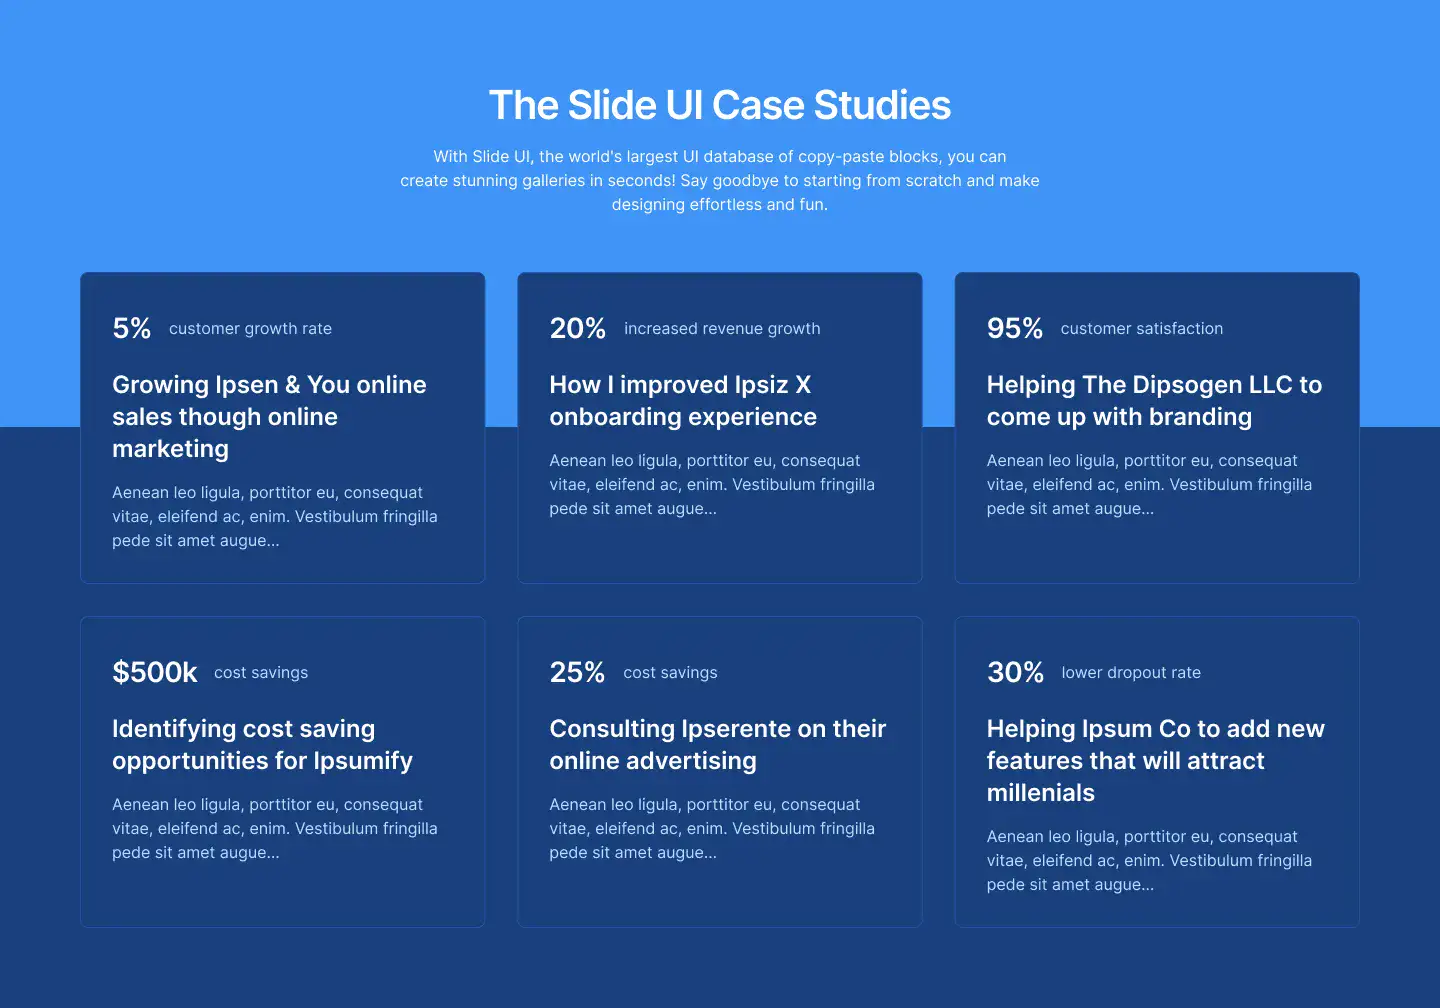 The Slide UI Case Studies
With Slide UI, the world's largest UI database of copy-paste blocks, you can
create stunning galleries in seconds! Say goodbye to starting from scratch and make
designing effortless and fun.
5% customer growth rate
Growing Ipsen & You online
sales though online
marketing
Aenean leo ligula, porttitor eu, consequat
vitae, eleifend ac, enim. Vestibulum fringilla
pede sit amet augue...
20% increased revenue growth
How I improved Ipsiz X
onboarding experience
Aenean leo ligula, porttitor eu, consequat
vitae, eleifend ac, enim. Vestibulum fringilla
pede sit amet augue...
95% customer satisfaction
Helping The Dipsogen LLC to
come up with branding
Aenean leo ligula, porttitor eu, consequat
vitae, eleifend ac, enim. Vestibulum fringilla
pede sit amet augue...
$500k cost savings
Identifying cost saving
opportunities for Ipsumify
Aenean leo ligula, porttitor eu, consequat
vitae, eleifend ac, enim. Vestibulum fringilla
pede sit amet augue...
25% cost savings
Consulting Ipserente on their
online advertising
Aenean leo ligula, porttitor eu, consequat
vitae, eleifend ac, enim. Vestibulum fringilla
pede sit amet augue...
30% lower dropout rate
Helping Ipsum Co to add new
features that will attract
millenials
Aenean leo ligula, porttitor eu, consequat
vitae, eleifend ac, enim. Vestibulum fringilla
pede sit amet augue...